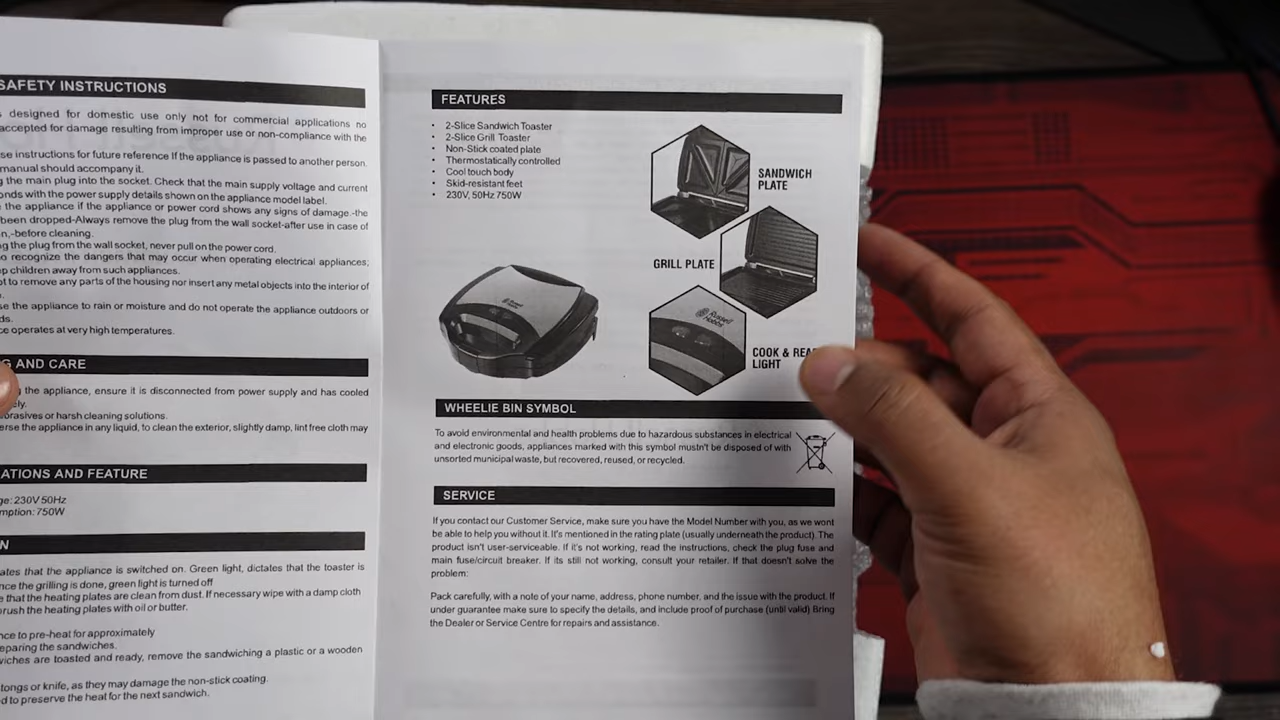 SAFETY INSTRUCTIONS
designed for domestic use only not for commercial applications no
accepted for damage resulting from improper use or non-compliance with the
se instructions for future reference If the appliance is passed to another person.
manual should accompany it.
g the main plug into the socket. Check that the main supply voltage and current
onds with the power supply details shown on the appliance model label.
the appliance if the appliance or power cord shows any signs of damage.-the
been dropped-Always remove the plug from the wall socket-after use in case of
n,-before cleaning.
ng the plug from the wall socket, never pull on the power cord.
o recognize the dangers that may occur when operating electrical appliances;
p children away from such appliances.
ot to remove any parts of the housing nor insert any metal objects into the interior of
se the appliance to rain or moisture and do not operate the appliance outdoors or
ds.
ce operates at very high temperatures.
G AND CARE
the appliance, ensure it is disconnected from power supply and has cooled
ely.
brasives or harsh cleaning solutions.
erse the appliance in any liquid, to clean the exterior, slightly damp, lint free cloth may
ATIONS AND FEATURE
ge: 230V 50Hz
mption: 750W
N
ates that the appliance is switched on. Green light, dictates that the toaster is
nce the grilling is done, green light is turned off
e that the heating plates are clean from dust. If necessary wipe with a damp cloth
rush the heating plates with oil or butter.
nce to pre-heat for approximately
eparing the sandwiches.
viches are toasted and ready, remove the sandwiching a plastic or a wooden
tongs or knife, as they may damage the non-stick coating.
d to preserve the heat for the next sandwich.
FEATURES
• 2-Slice Sandwich Toaster
• 2-Slice Grill Toaster
• Non-Stick coated plate
• Thermostatically controlled
• Cool touch body
• Skid-resistant feet
• 230V, 50Hz 750W
SANDWICH
PLATE
GRILL PLATE
Russell
Hobbs
Russell
Hobbs
COOK & REA
LIGHT
WHEELIE BIN SYMBOL
To avoid environmental and health problems due to hazardous substances in electrical
and electronic goods, appliances marked with this symbol mustn't be disposed of with
unsorted municipal waste, but recovered, reused, or recycled.
SERVICE
If you contact our Customer Service, make sure you have the Model Number with you, as we wont
be able to help you without it. It's mentioned in the rating plate (usually underneath the product). The
product isn't user-serviceable. If it's not working, read the instructions, check the plug fuse and
main fuse/circuit breaker. If its still not working, consult your retailer. If that doesn't solve the
problem:
Pack carefully, with a note of your name, address, phone number, and the issue with the product. If
under guarantee make sure to specify the details, and include proof of purchase (until valid) Bring
the Dealer or Service Centre for repairs and assistance.